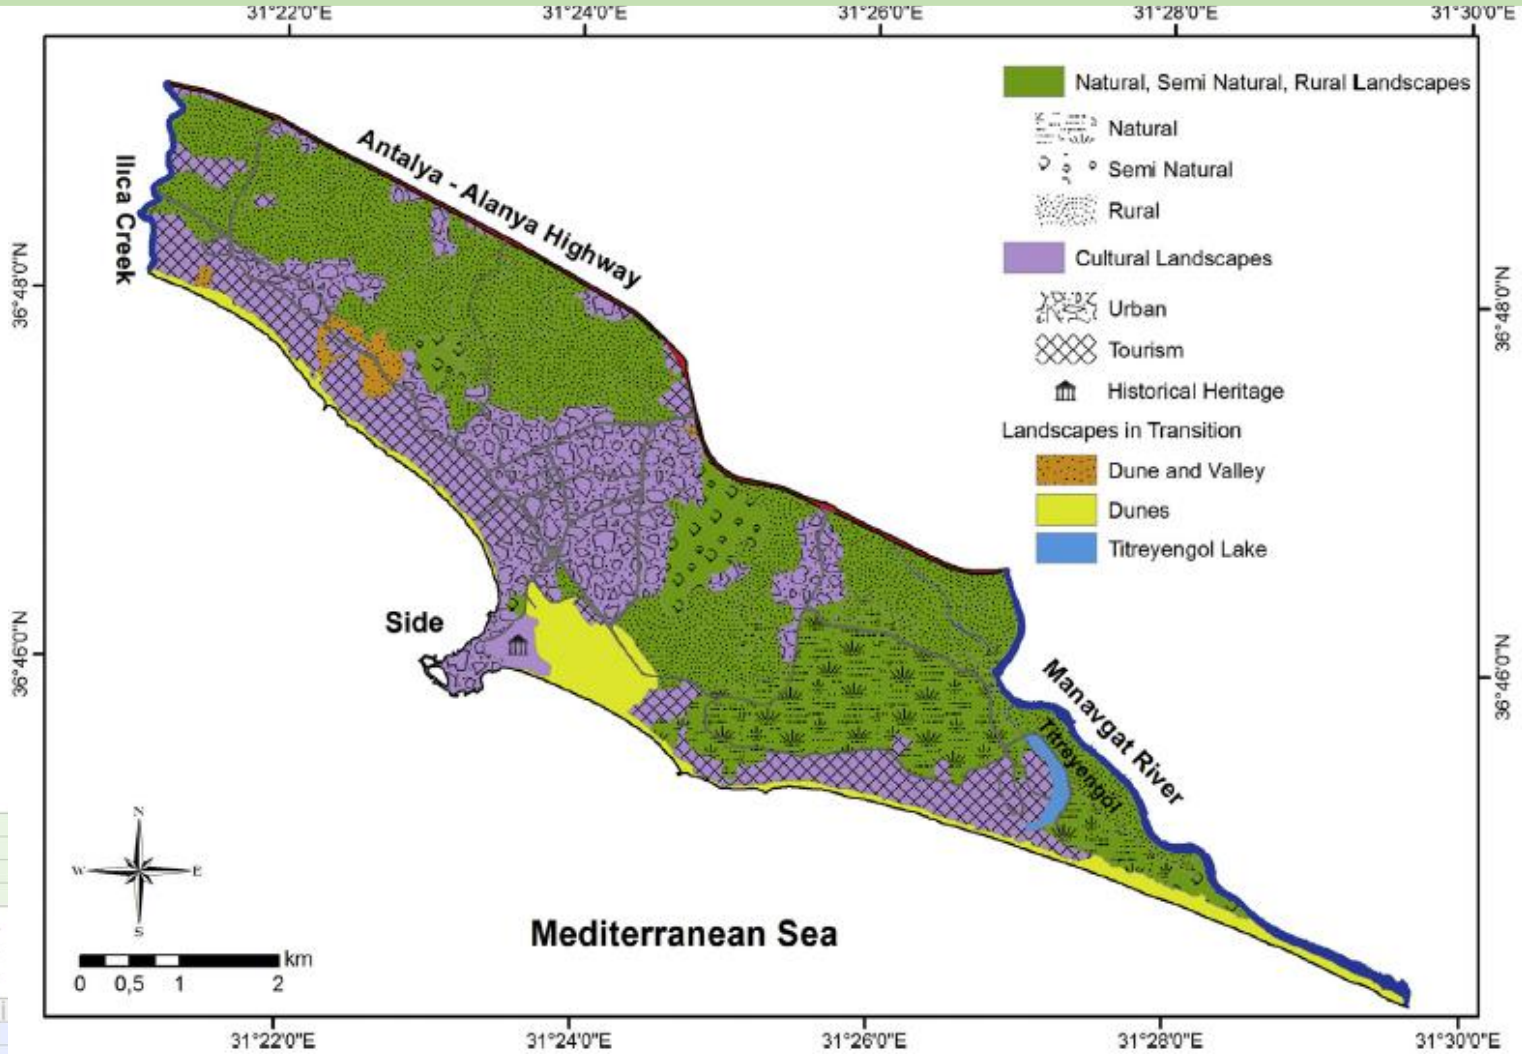 31°22'0"E
31°24'0"E
31°26'0"E
31°28'0"E
31°30'0"E
Natural, Semi Natural, Rural Landscapes
Natural
Semi Natural
Rural
Cultural Landscapes
Urban
Tourism
Historical Heritage
Landscapes in Transition
Dune and Valley
Dunes
Titreyengol Lake
Antalya - Alanya Highway
Ilıca Creek
36°48'0"N
36°48'0"N
Side
36°46'0"N
36°46'0"N
Manavgat River
Titreyengöl
N
W
E
S
Mediterranean Sea
km
0
0,5
1
2
31°22'0"E
31°24'0"E
31°26'0"E
31°28'0"E
31°30'0"E